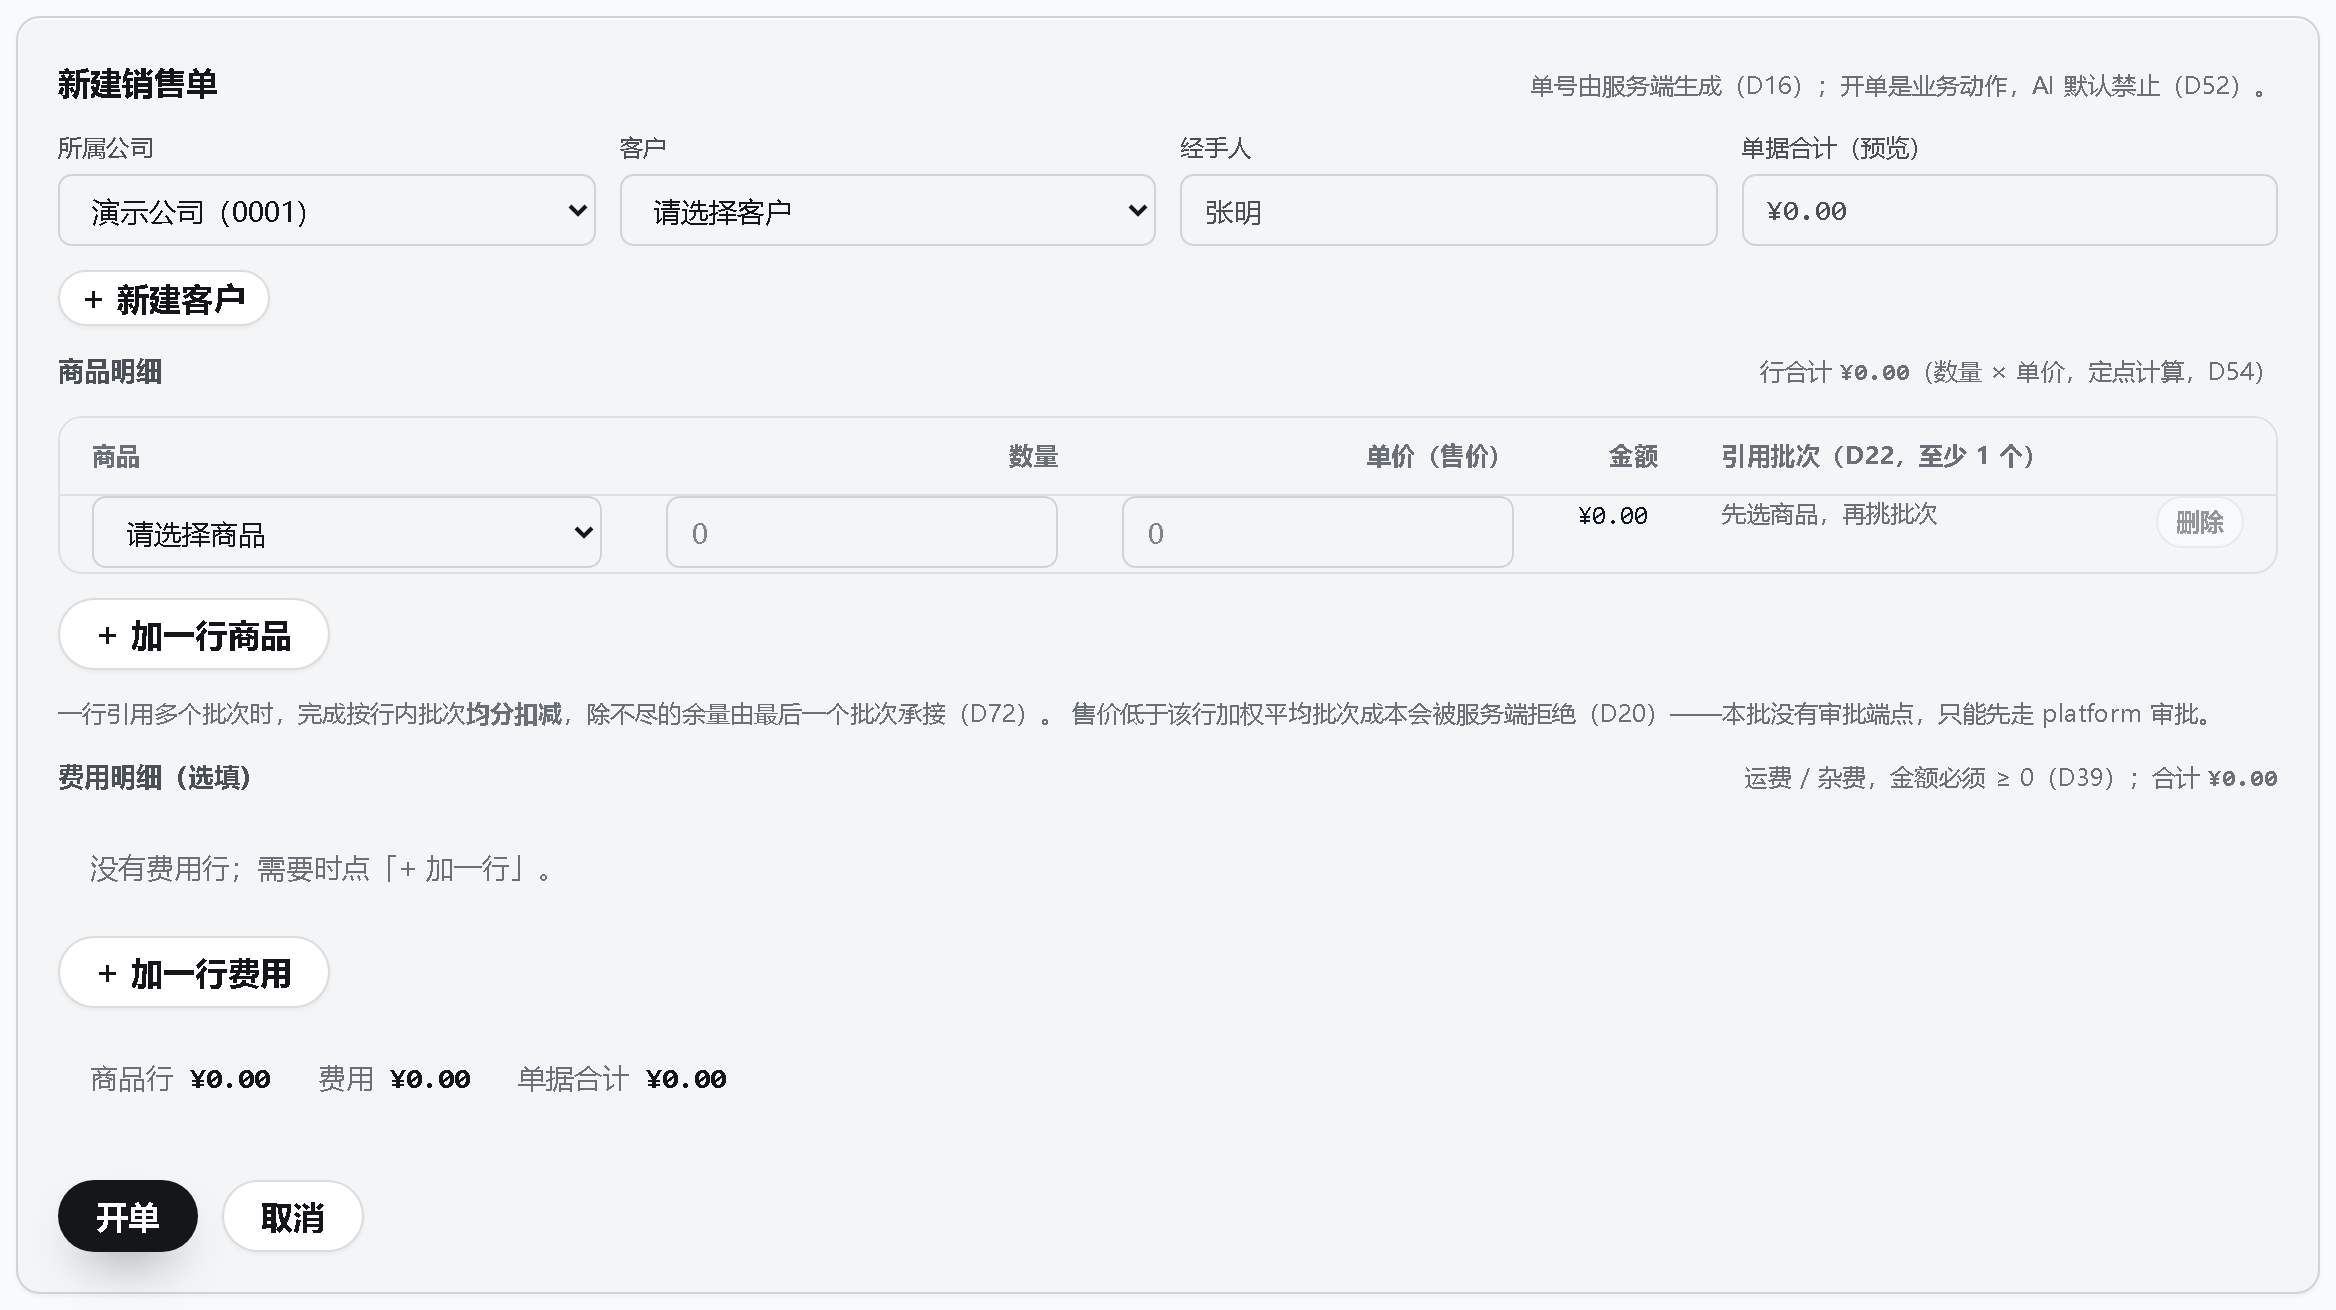 新建销售单
单号由服务端生成（D16）；开单是业务动作，AI 默认禁止（D52）。
所属公司 客户 经手人 单据合计（预览）
演示公司（0001） 请选择客户 张明 ¥0.00
+ 新建客户
商品明细 行合计 ¥0.00（数量 × 单价，定点计算，D54）
商品 数量 单价（售价） 金额 引用批次（D22，至少 1 个）
请选择商品 0 0 ¥0.00 先选商品，再挑批次 删除
+ 加一行商品
一行引用多个批次时，完成按行内批次均分扣减，除不尽的余量由最后一个批次承接（D72）。 售价低于该行加权平均批次成本会被服务端拒绝（D20）——本批没有审批端点，只能先走 platform 审批。
费用明细（选填） 运费 / 杂费，金额必须 ≥ 0（D39）；合计 ¥0.00
没有费用行；需要时点「+ 加一行」。
+ 加一行费用
商品行 ¥0.00 费用 ¥0.00 单据合计 ¥0.00
开单 取消